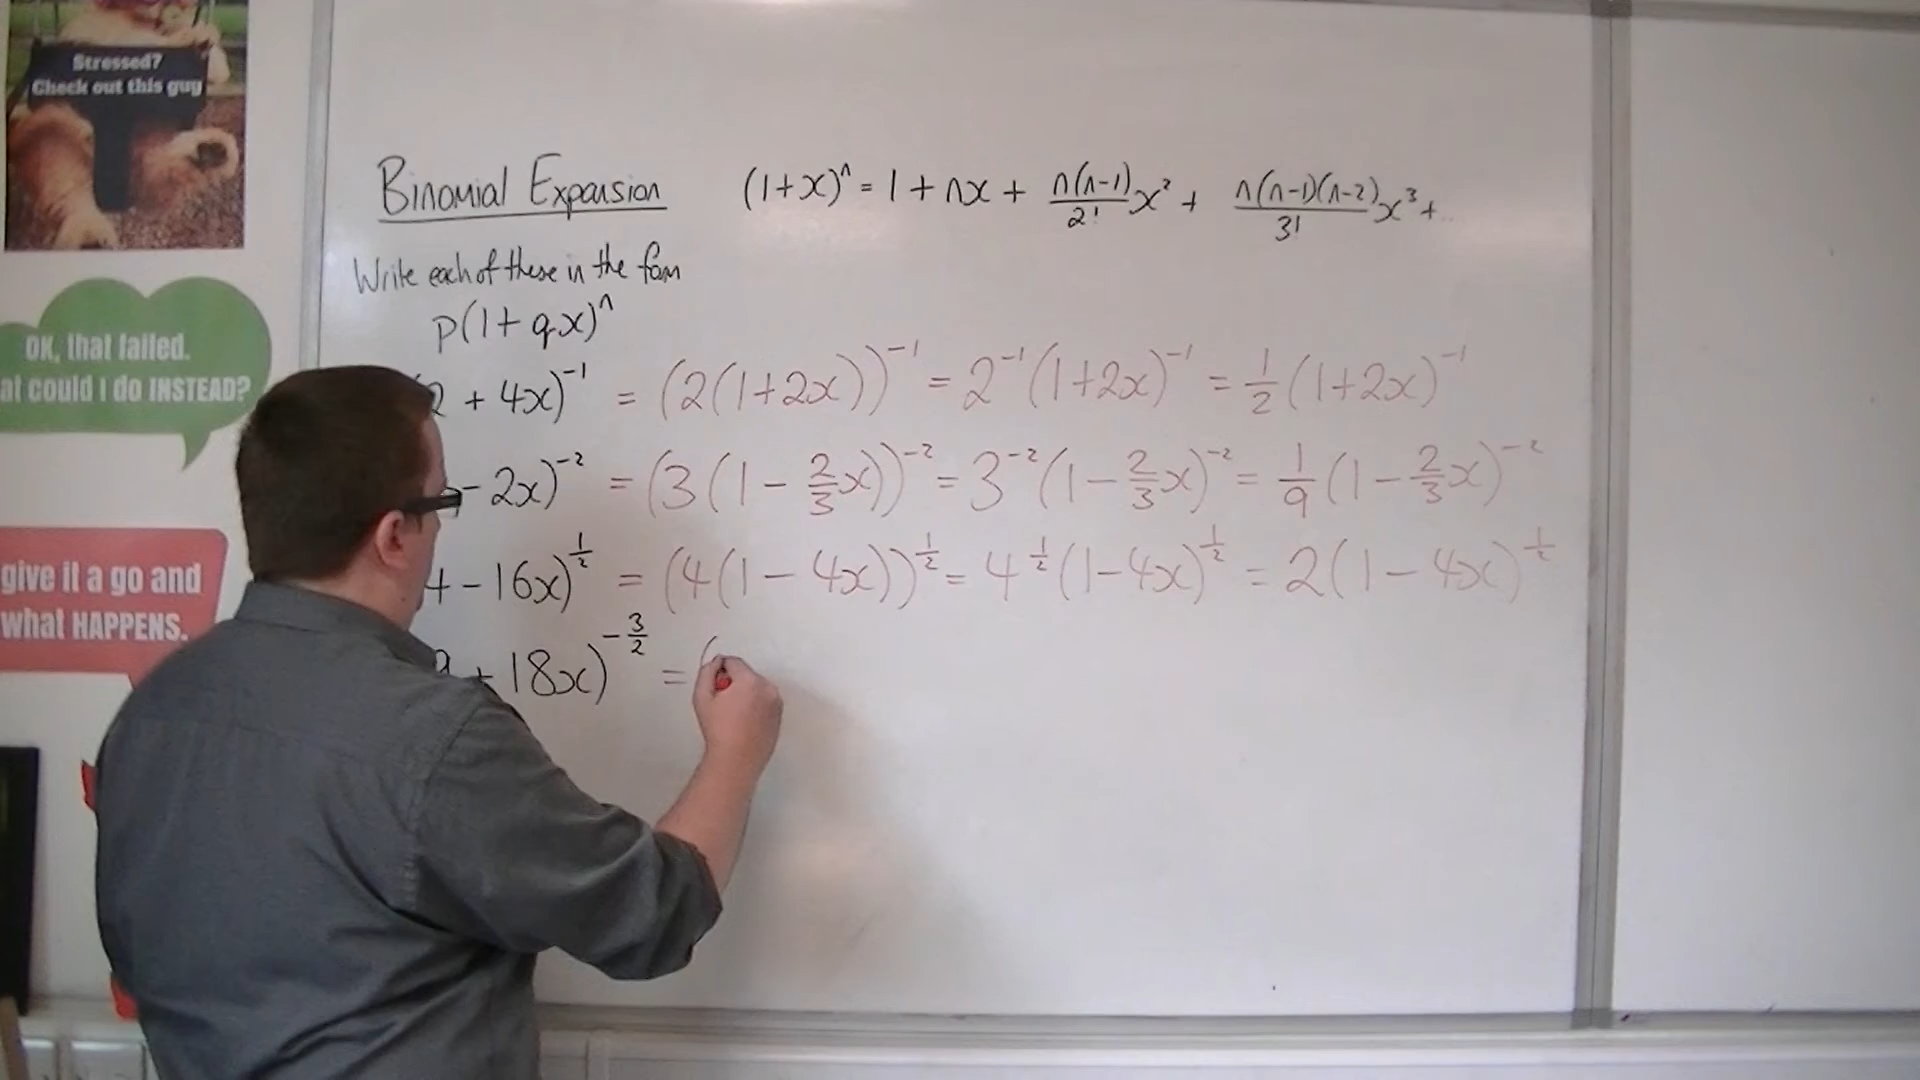 Stressed?
Check out this guy
OK, that failed.
at could I do INSTEAD?
give it a go and
what HAPPENS.
Binomial Expansion
(1+x)ⁿ = 1 + nx + n(n-1)/2! x² + n(n-1)(n-2)/3! x³ + ...
Write each of these in the form
p(1 + qx)ⁿ
2 + 4x)⁻¹ = (2(1+2x))⁻¹ = 2⁻¹(1+2x)⁻¹ = 1/2 (1+2x)⁻¹
- 2x)⁻² = (3(1 - 2/3 x))⁻² = 3⁻²(1 - 2/3 x)⁻² = 1/9 (1 - 2/3 x)⁻²
4 - 16x)^(1/2) = (4(1 - 4x))^(1/2) = 4^(1/2) (1-4x)^(1/2) = 2(1 - 4x)^(1/2)
+ 18x)^(-3/2) = (